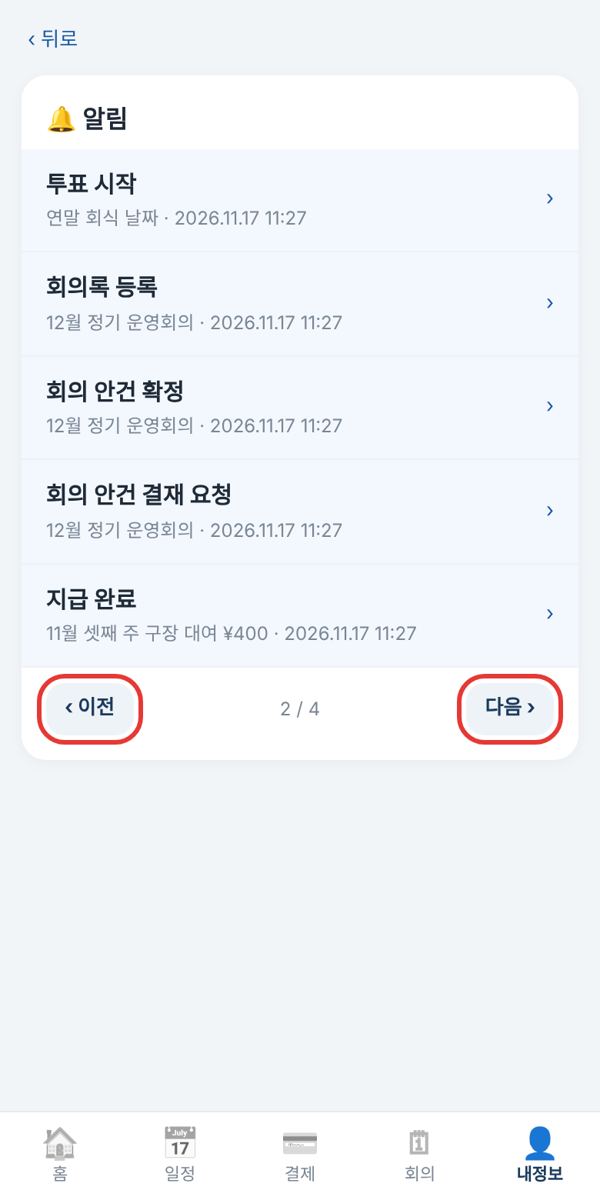 ‹ 뒤로
🔔 알림
투표 시작
연말 회식 날짜 · 2026.11.17 11:27
›
회의록 등록
12월 정기 운영회의 · 2026.11.17 11:27
›
회의 안건 확정
12월 정기 운영회의 · 2026.11.17 11:27
›
회의 안건 결재 요청
12월 정기 운영회의 · 2026.11.17 11:27
›
지급 완료
11월 셋째 주 구장 대여 ¥400 · 2026.11.17 11:27
›
‹ 이전
2 / 4
다음 ›
July
17
1
홈
일정
결제
회의
내정보